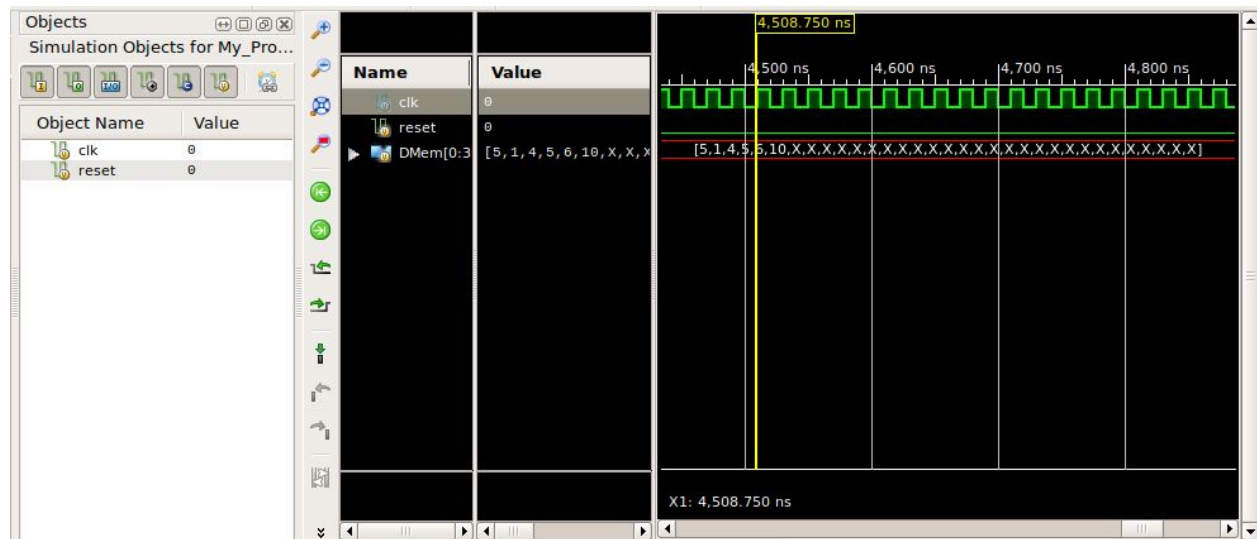 Objects
Simulation Objects for My_Pro...
Object Name Value
clk 0
reset 0
Name Value
clk 0
reset 0
DMem[0:3 [5,1,4,5,6,10,X,X,X
4,508.750 ns
4,500 ns 4,600 ns 4,700 ns 4,800 ns
[5,1,4,5,6,10,X,X,X,X,X,X,X,X,X,X,X,X,X,X,X,X,X,X,X,X,X,X,X,X,X,X]
X1: 4,508.750 ns